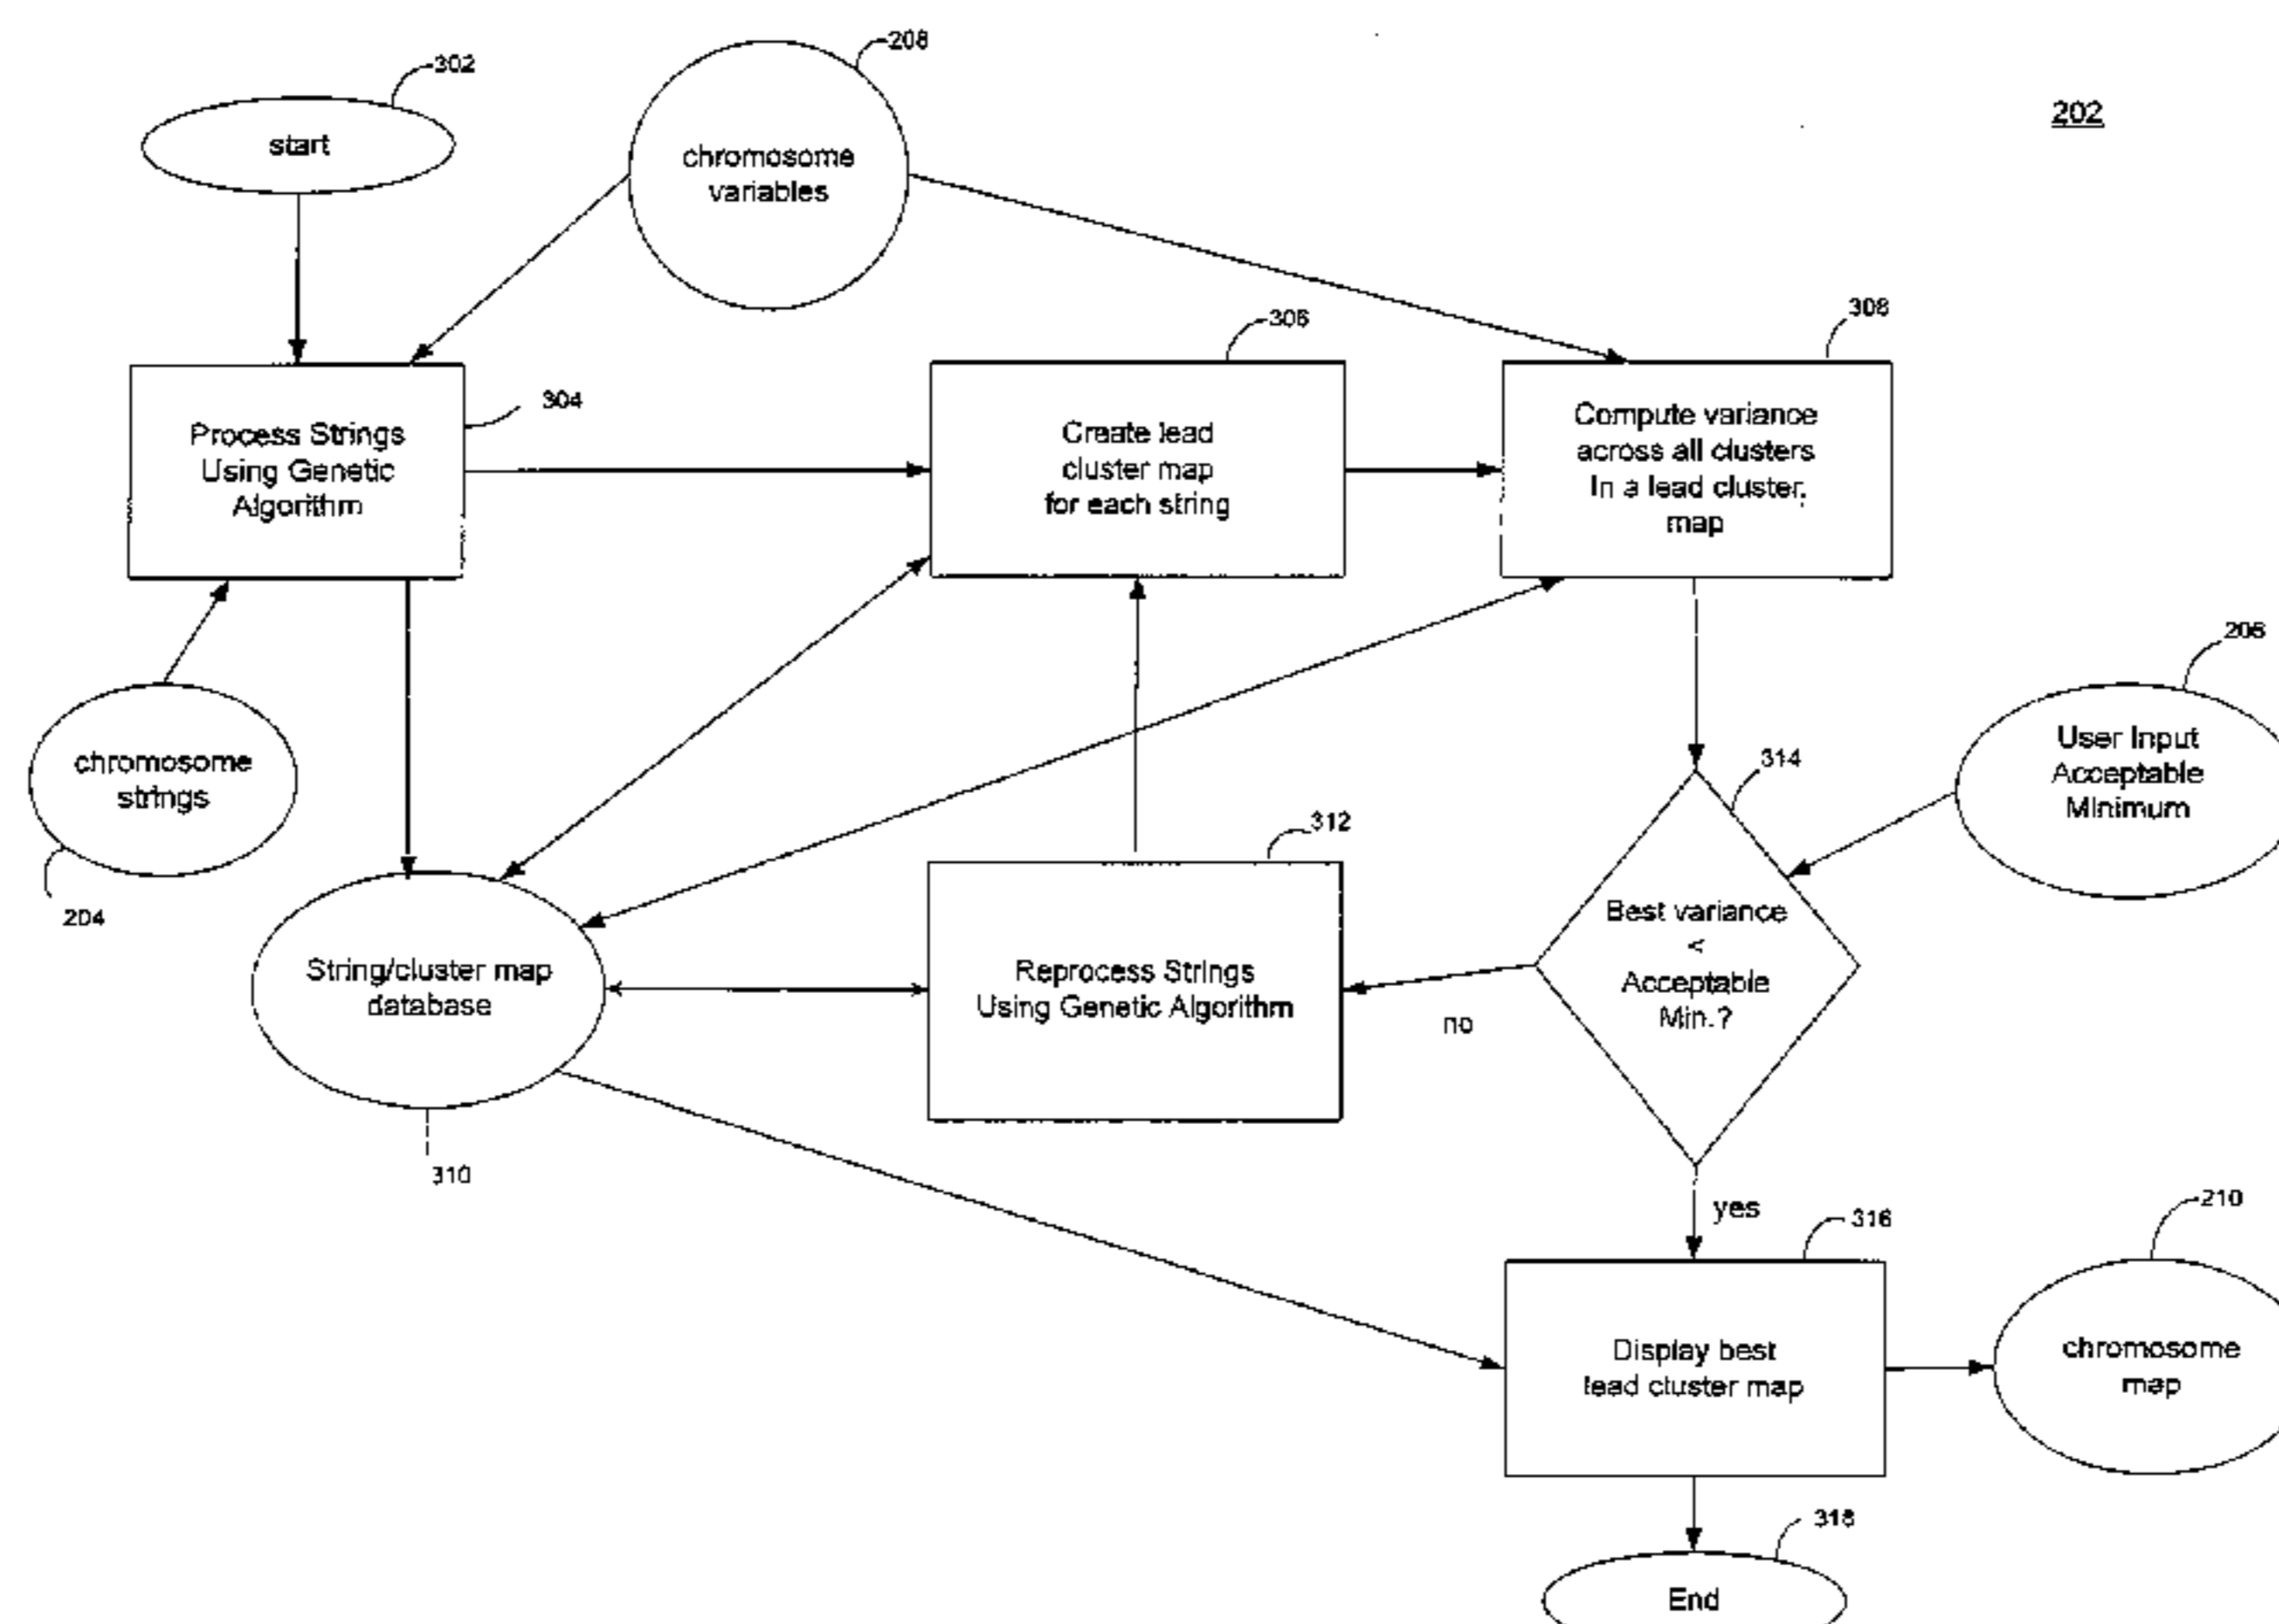 302
208
202
start
chromosome
variables
306
308
304
Process Strings
Using Genetic
Algorithm
Create lead
cluster map
for each string
Compute variance
across all clusters
In a lead cluster.
map
206
chromosome
strings
204
314
User Input
Acceptable
Minimum
312
Best variance
<
Acceptable
Min.?
String/cluster map
database
Reprocess Strings
Using Genetic Algorithm
no
310
yes
316
210
Display best
lead cluster map
chromosome
map
318
End